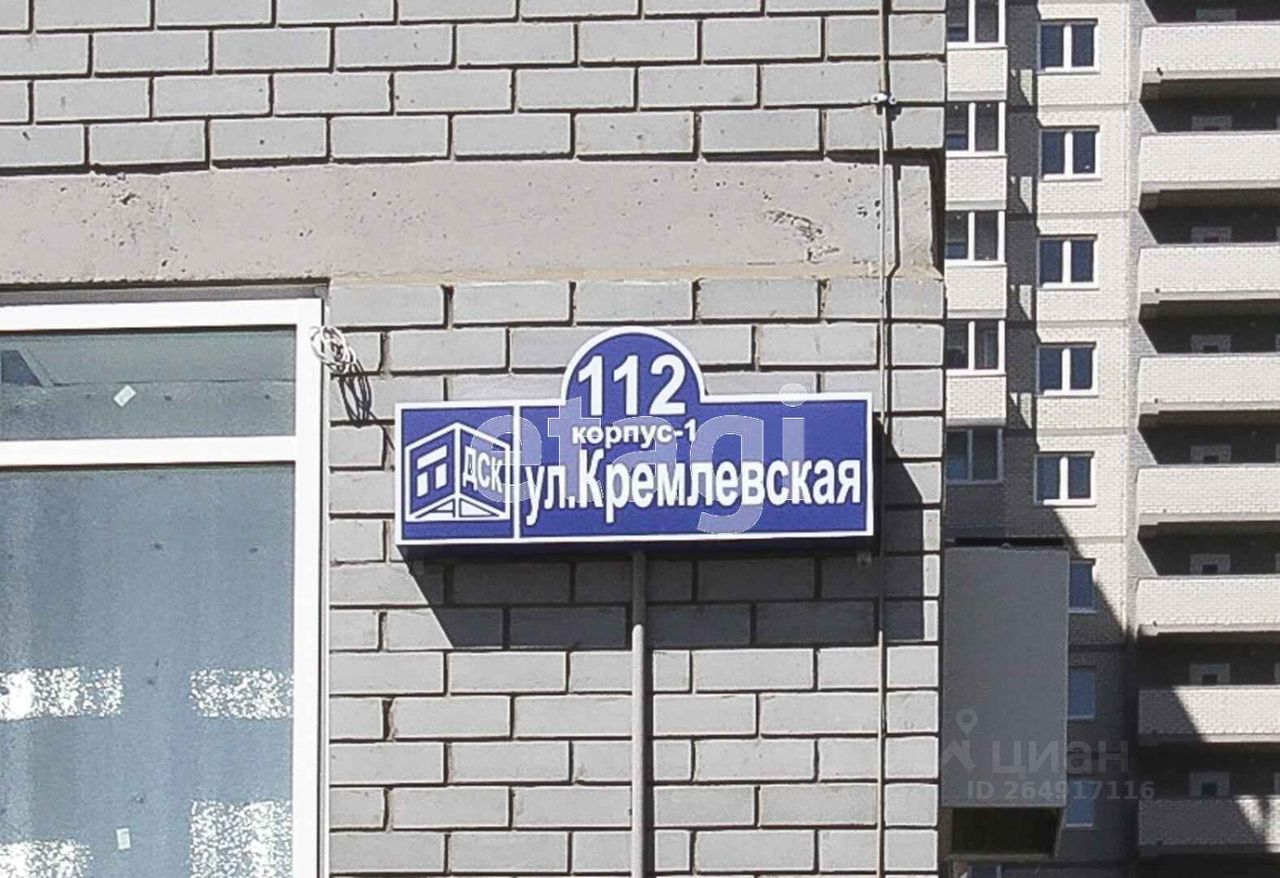 112
корпус-1
ДСК
ул.Кремлевская
etagi
циан
ID 264917116